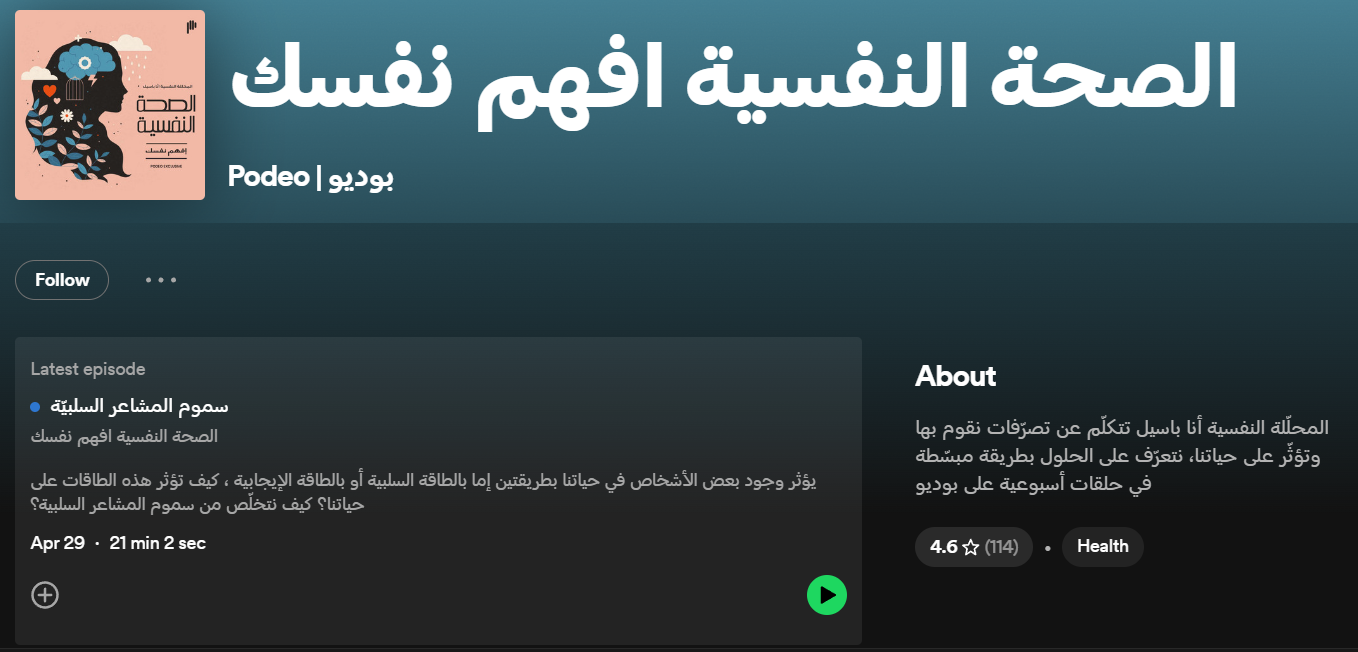 المحللة النفسية أنا باسيل
الصحة
النفسية
إفهم نفسك
PODEO EXCLUSIVE
الصحة النفسية افهم نفسك
Podeo | بوديو
Follow
Latest episode
سموم المشاعر السلبيّة
الصحة النفسية افهم نفسك
يؤثر وجود بعض الأشخاص في حياتنا بطريقتين إما بالطاقة السلبية أو بالطاقة الإيجابية ، كيف تؤثر هذه الطاقات على
حياتنا؟ كيف نتخلّص من سموم المشاعر السلبية؟
Apr 29 · 21 min 2 sec
About
المحلّلة النفسية أنا باسيل تتكلّم عن تصرّفات نقوم بها
وتؤثّر على حياتنا، نتعرّف على الحلول بطريقة مبسّطة
في حلقات أسبوعية على بوديو
4.6 (114) • Health